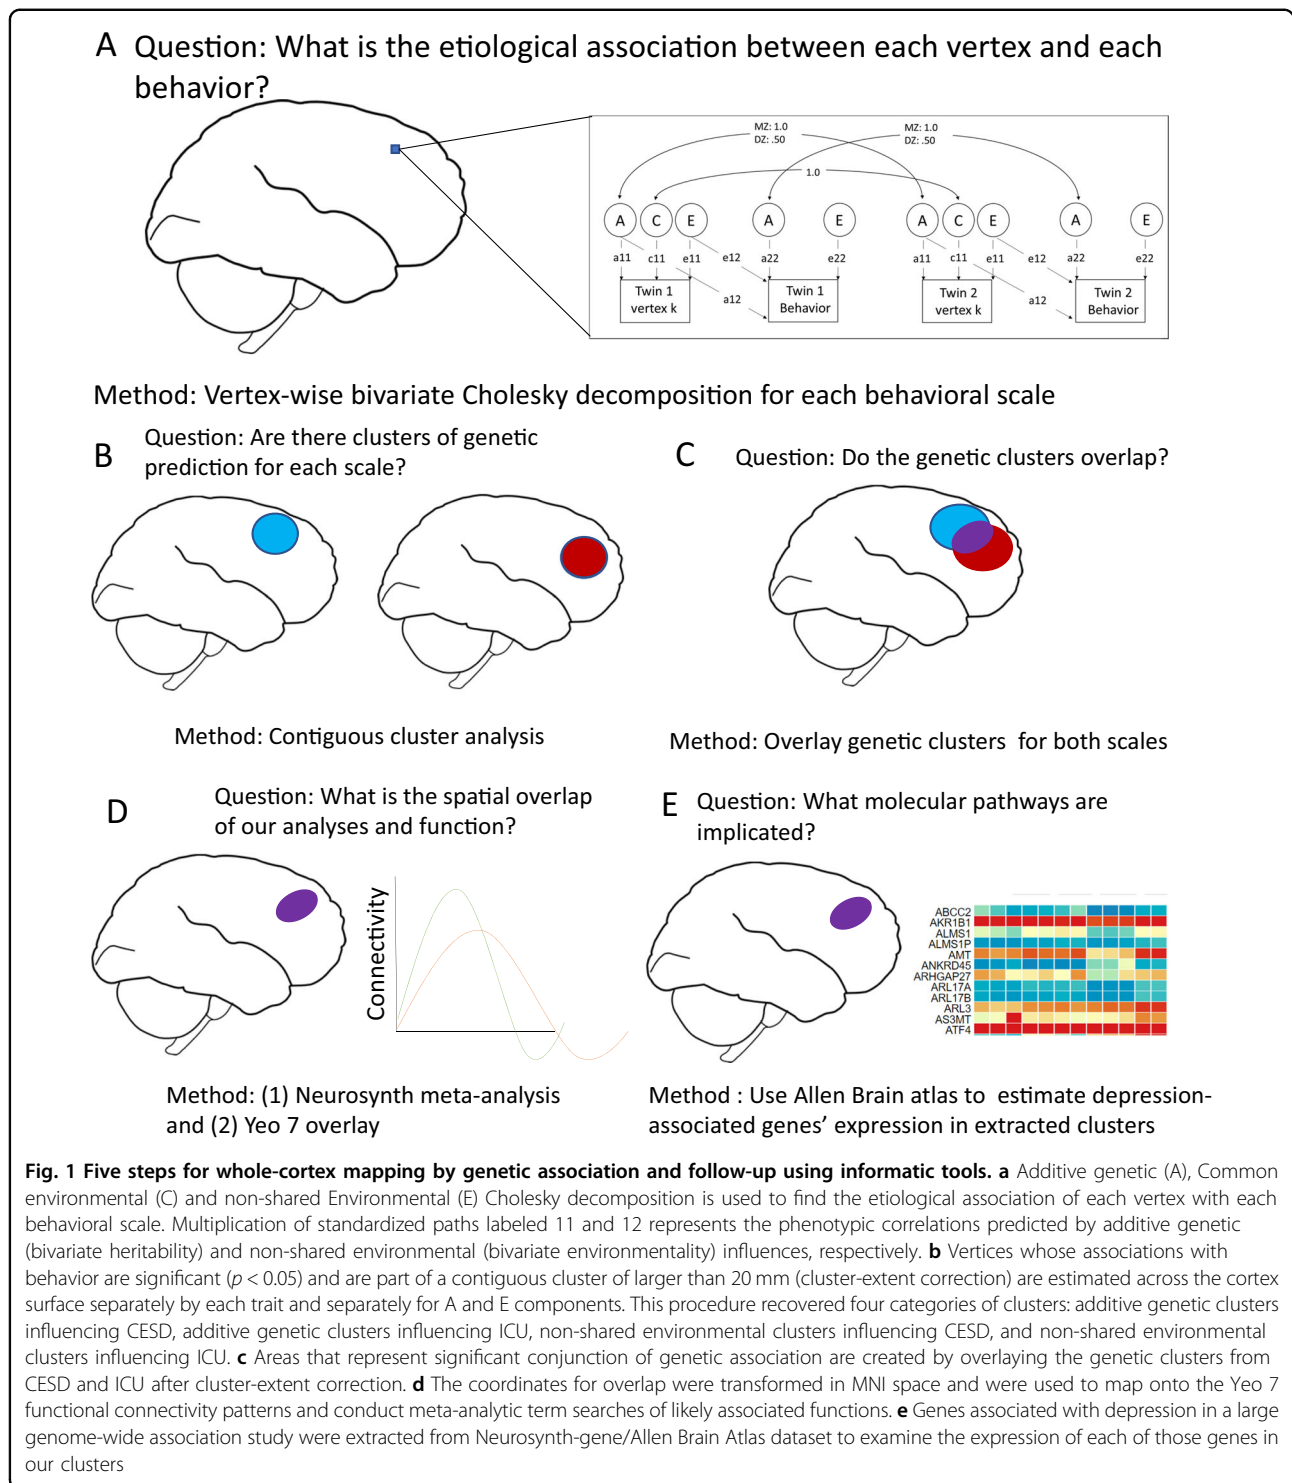 A Question: What is the etiological association between each vertex and each
behavior?
MZ: 1.0
DZ: .50
MZ: 1.0
DZ: .50
1.0
A C E A E A C E A E
a11 c11 e11 e12 a22 e22 a11 c11 e11 e12 a22 e22
Twin 1
vertex k
a12
Twin 1
Behavior
Twin 2
vertex k
a12
Twin 2
Behavior
Method: Vertex-wise bivariate Cholesky decomposition for each behavioral scale
B Question: Are there clusters of genetic
prediction for each scale?
Method: Contiguous cluster analysis
C Question: Do the genetic clusters overlap?
Method: Overlay genetic clusters for both scales
D Question: What is the spatial overlap
of our analyses and function?
Connectivity
Method: (1) Neurosynth meta-analysis
and (2) Yeo 7 overlay
E Question: What molecular pathways are
implicated?
ABCC2
AKR1B1
ALMS1
ALMS1P
AMT
ANKRD45
ARHGAP27
ARL17A
ARL17B
ARL3
AS3MT
ATF4
Method : Use Allen Brain atlas to estimate depression-
associated genes' expression in extracted clusters
Fig. 1 Five steps for whole-cortex mapping by genetic association and follow-up using informatic tools. a Additive genetic (A), Common
environmental (C) and non-shared Environmental (E) Cholesky decomposition is used to find the etiological association of each vertex with each
behavioral scale. Multiplication of standardized paths labeled 11 and 12 represents the phenotypic correlations predicted by additive genetic
(bivariate heritability) and non-shared environmental (bivariate environmentality) influences, respectively. b Vertices whose associations with
behavior are significant (p < 0.05) and are part of a contiguous cluster of larger than 20 mm (cluster-extent correction) are estimated across the cortex
surface separately by each trait and separately for A and E components. This procedure recovered four categories of clusters: additive genetic clusters
influencing CESD, additive genetic clusters influencing ICU, non-shared environmental clusters influencing CESD, and non-shared environmental
clusters influencing ICU. c Areas that represent significant conjunction of genetic association are created by overlaying the genetic clusters from
CESD and ICU after cluster-extent correction. d The coordinates for overlap were transformed in MNI space and were used to map onto the Yeo 7
functional connectivity patterns and conduct meta-analytic term searches of likely associated functions. e Genes associated with depression in a large
genome-wide association study were extracted from Neurosynth-gene/Allen Brain Atlas dataset to examine the expression of each of those genes in
our clusters